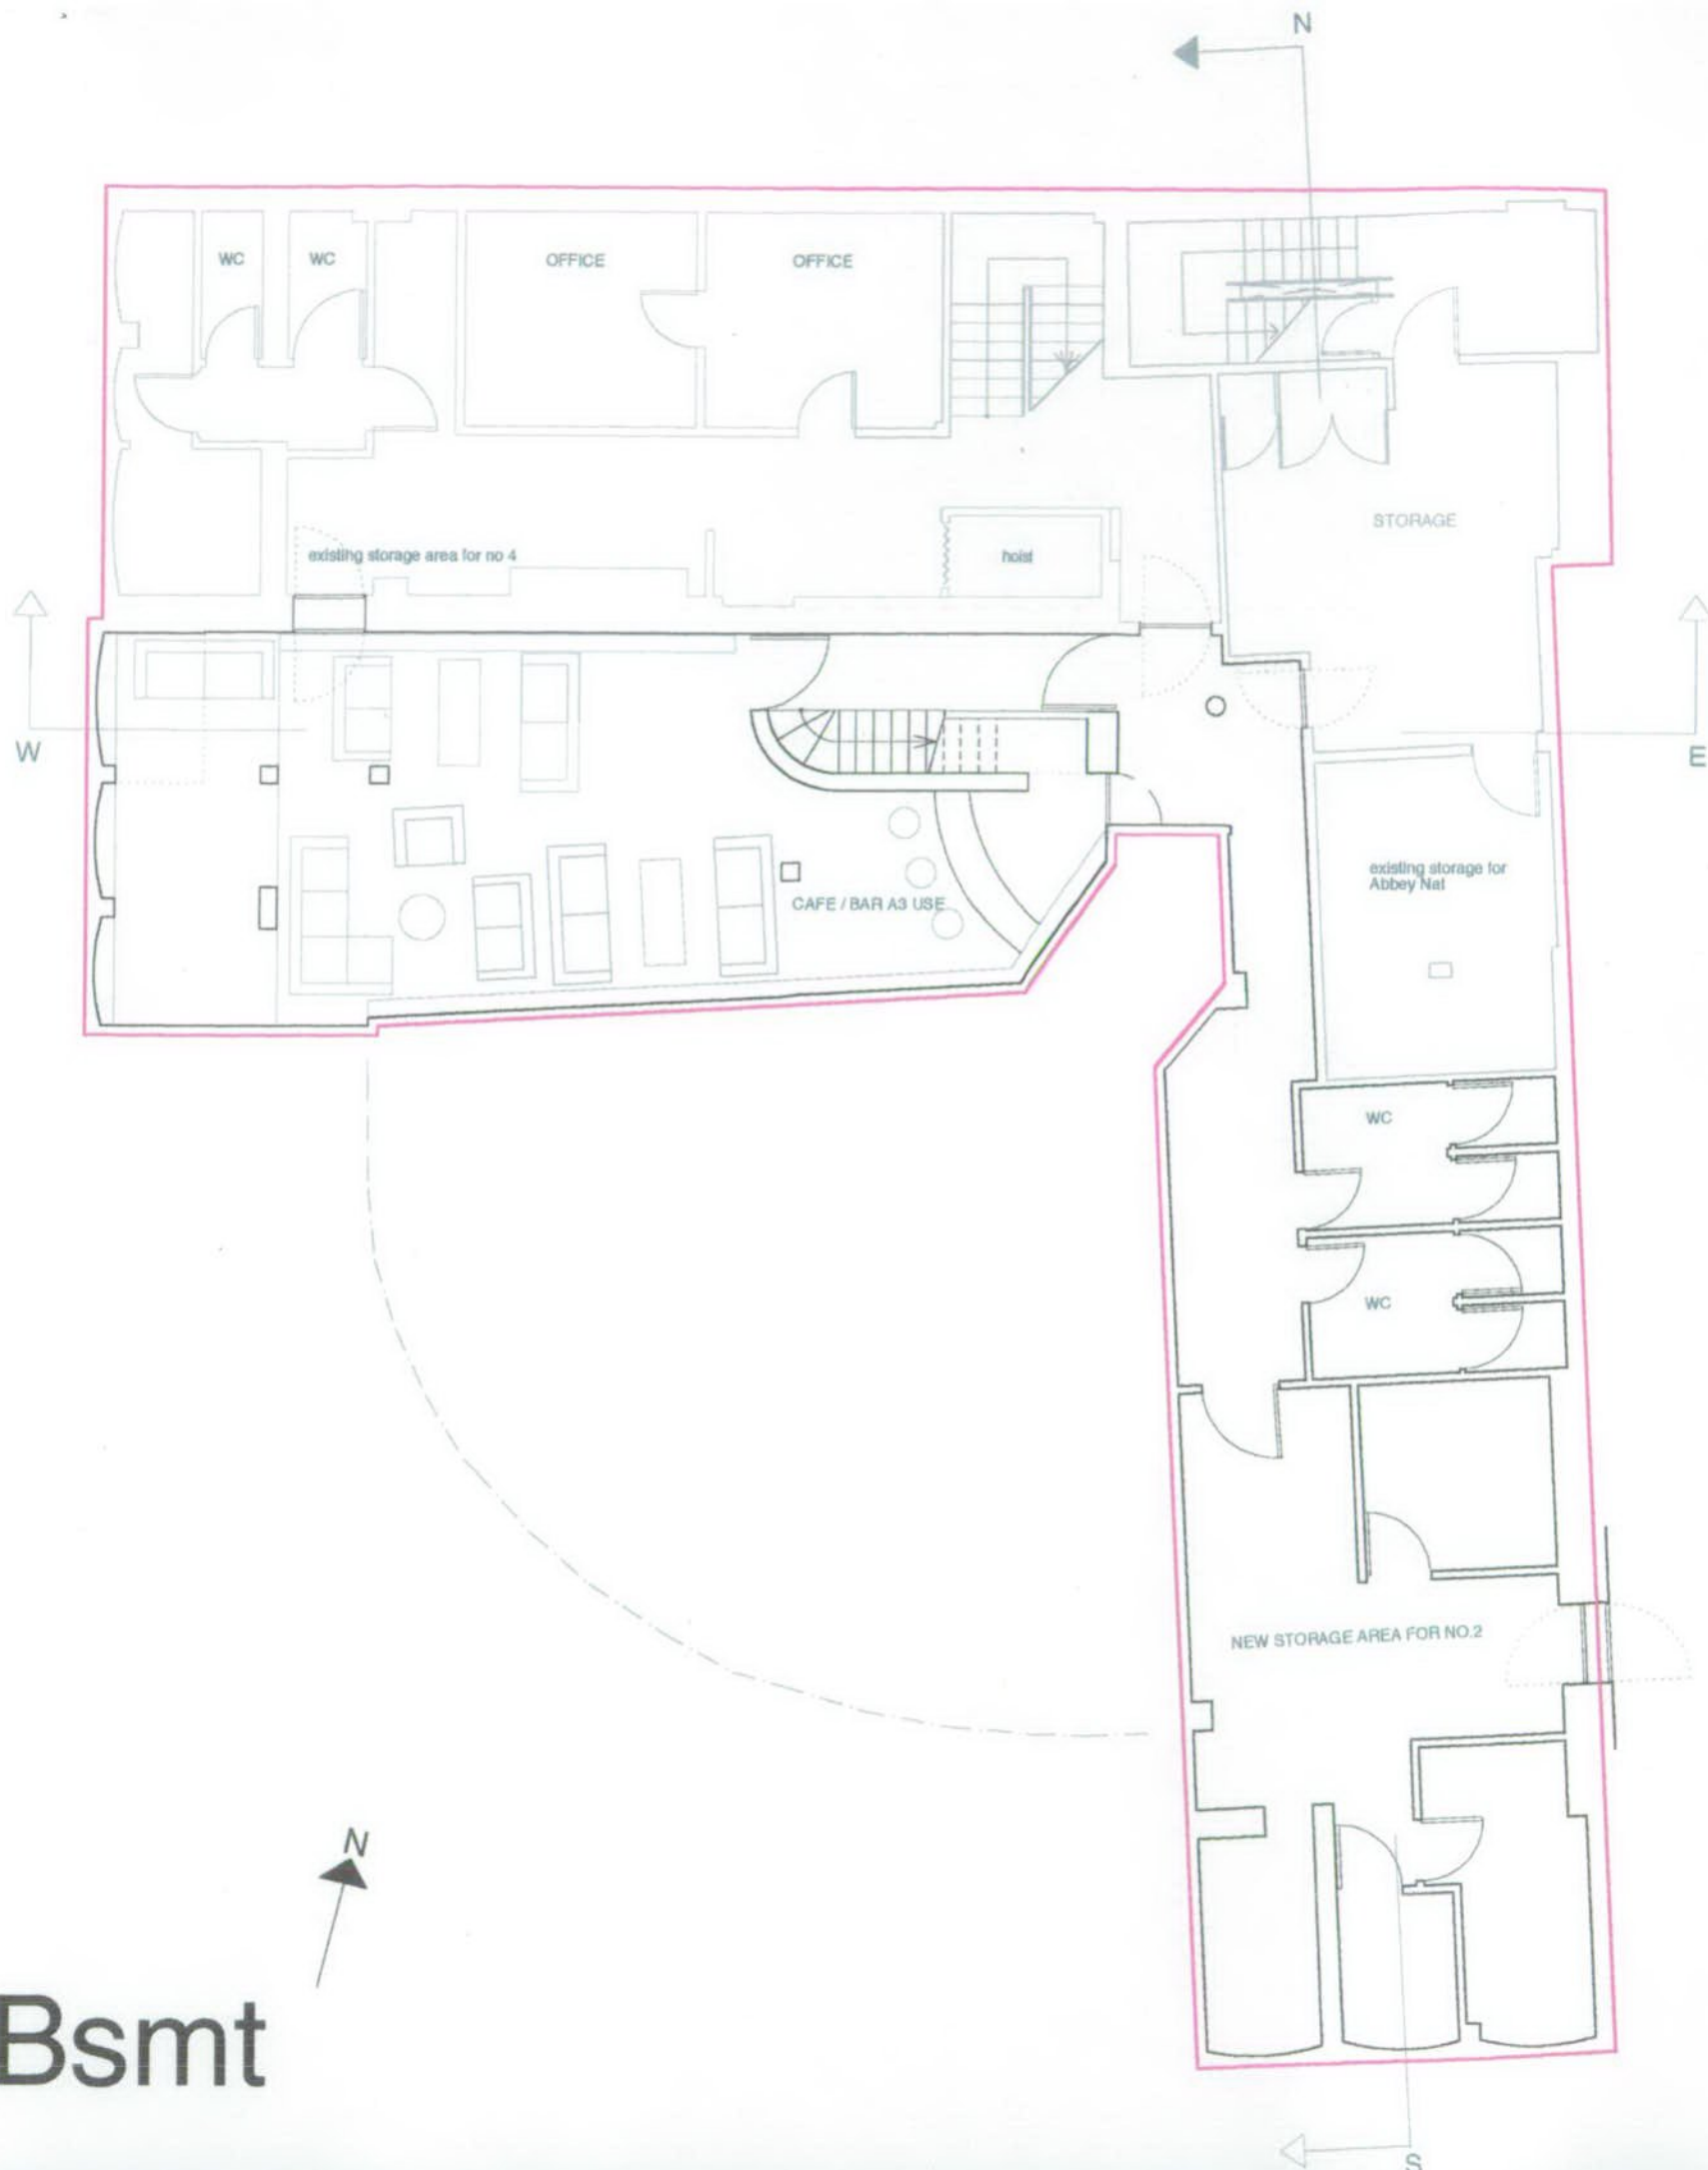 N
WC
WC
OFFICE
OFFICE
STORAGE
existing storage area for no 4
hoist
W
E
existing storage for
Abbey Nat
CAFE / BAR A3 USE
WC
WC
NEW STORAGE AREA FOR NO.2
N
Bsmt
S